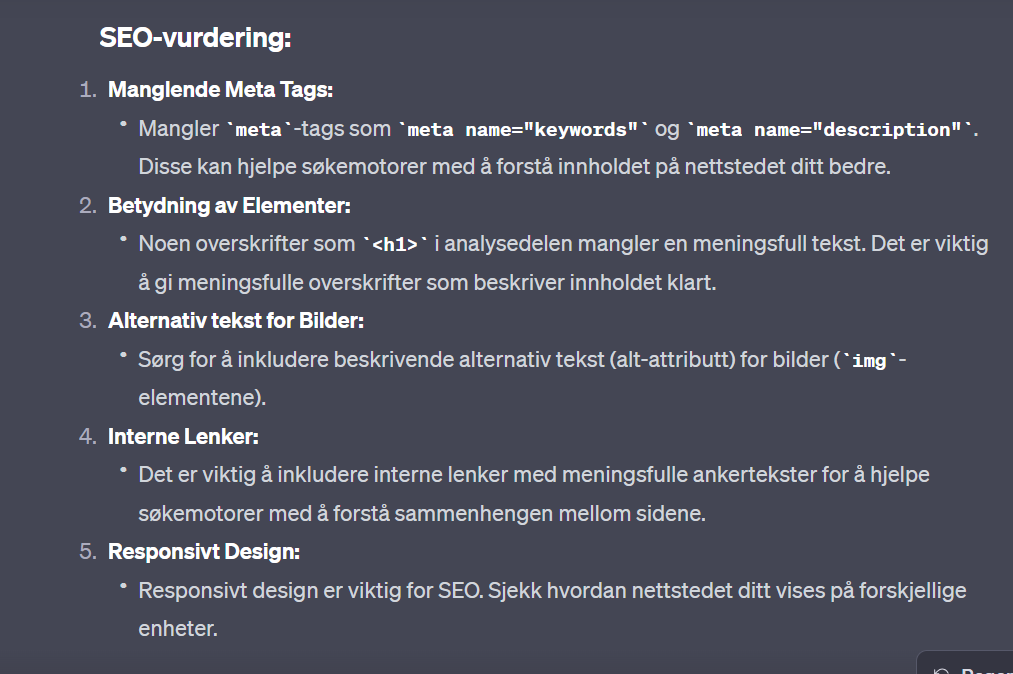 SEO-vurdering:
1. Manglende Meta Tags:
• Mangler `meta`-tags som `meta name="keywords"` og `meta name="description"`.
Disse kan hjelpe søkemotorer med å forstå innholdet på nettstedet ditt bedre.
2. Betydning av Elementer:
• Noen overskrifter som `<h1>` i analysedelen mangler en meningsfull tekst. Det er viktig
å gi meningsfulle overskrifter som beskriver innholdet klart.
3. Alternativ tekst for Bilder:
• Sørg for å inkludere beskrivende alternativ tekst (alt-attributt) for bilder (`img`-
elementene).
4. Interne Lenker:
• Det er viktig å inkludere interne lenker med meningsfulle ankertekster for å hjelpe
søkemotorer med å forstå sammenhengen mellom sidene.
5. Responsivt Design:
• Responsivt design er viktig for SEO. Sjekk hvordan nettstedet ditt vises på forskjellige
enheter.